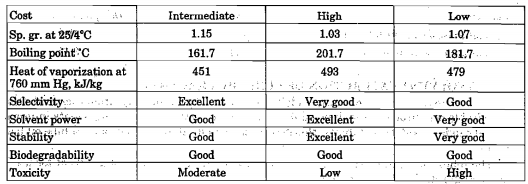 Cost Intermediate High Low
Sp. gr. at 25/4°C 1.15 1.03 1.07
Boiling point °C 161.7 201.7 181.7
Heat of vaporization at 451 493 479
760 mm Hg, kJ/kg
Selectivity Excellent Very good Good
Solvent power Good Excellent Very good
Stability Good Excellent Very good
Biodegradability Good Good Good
Toxicity Moderate Low High